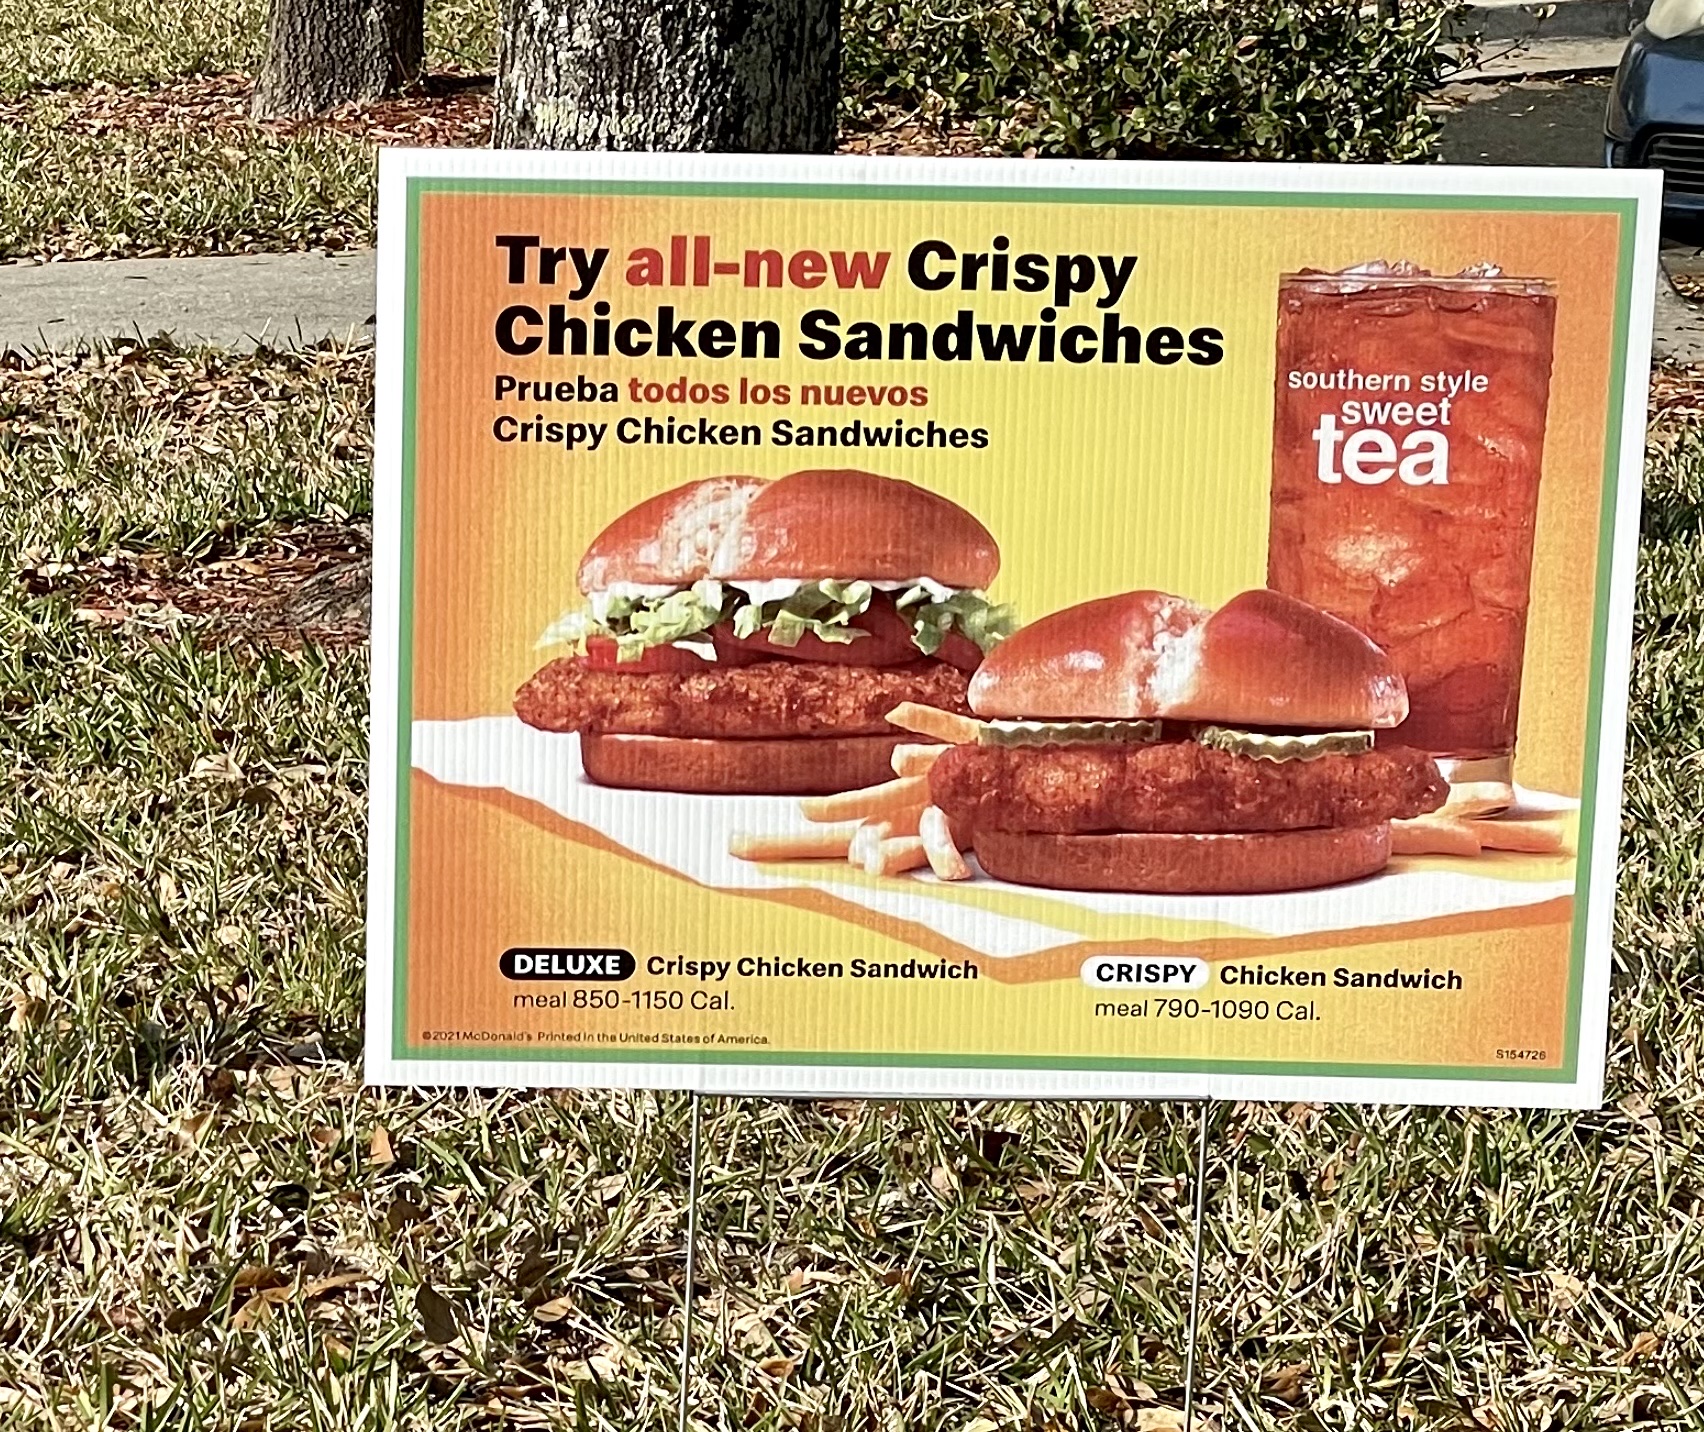 Try all-new Crispy
Chicken Sandwiches
Prueba todos los nuevos
Crispy Chicken Sandwiches
southern style
sweet
tea
DELUXE Crispy Chicken Sandwich
meal 850-1150 Cal.
CRISPY Chicken Sandwich
meal 790-1090 Cal.
©2021 McDonald's Printed in the United States of America.
S154726